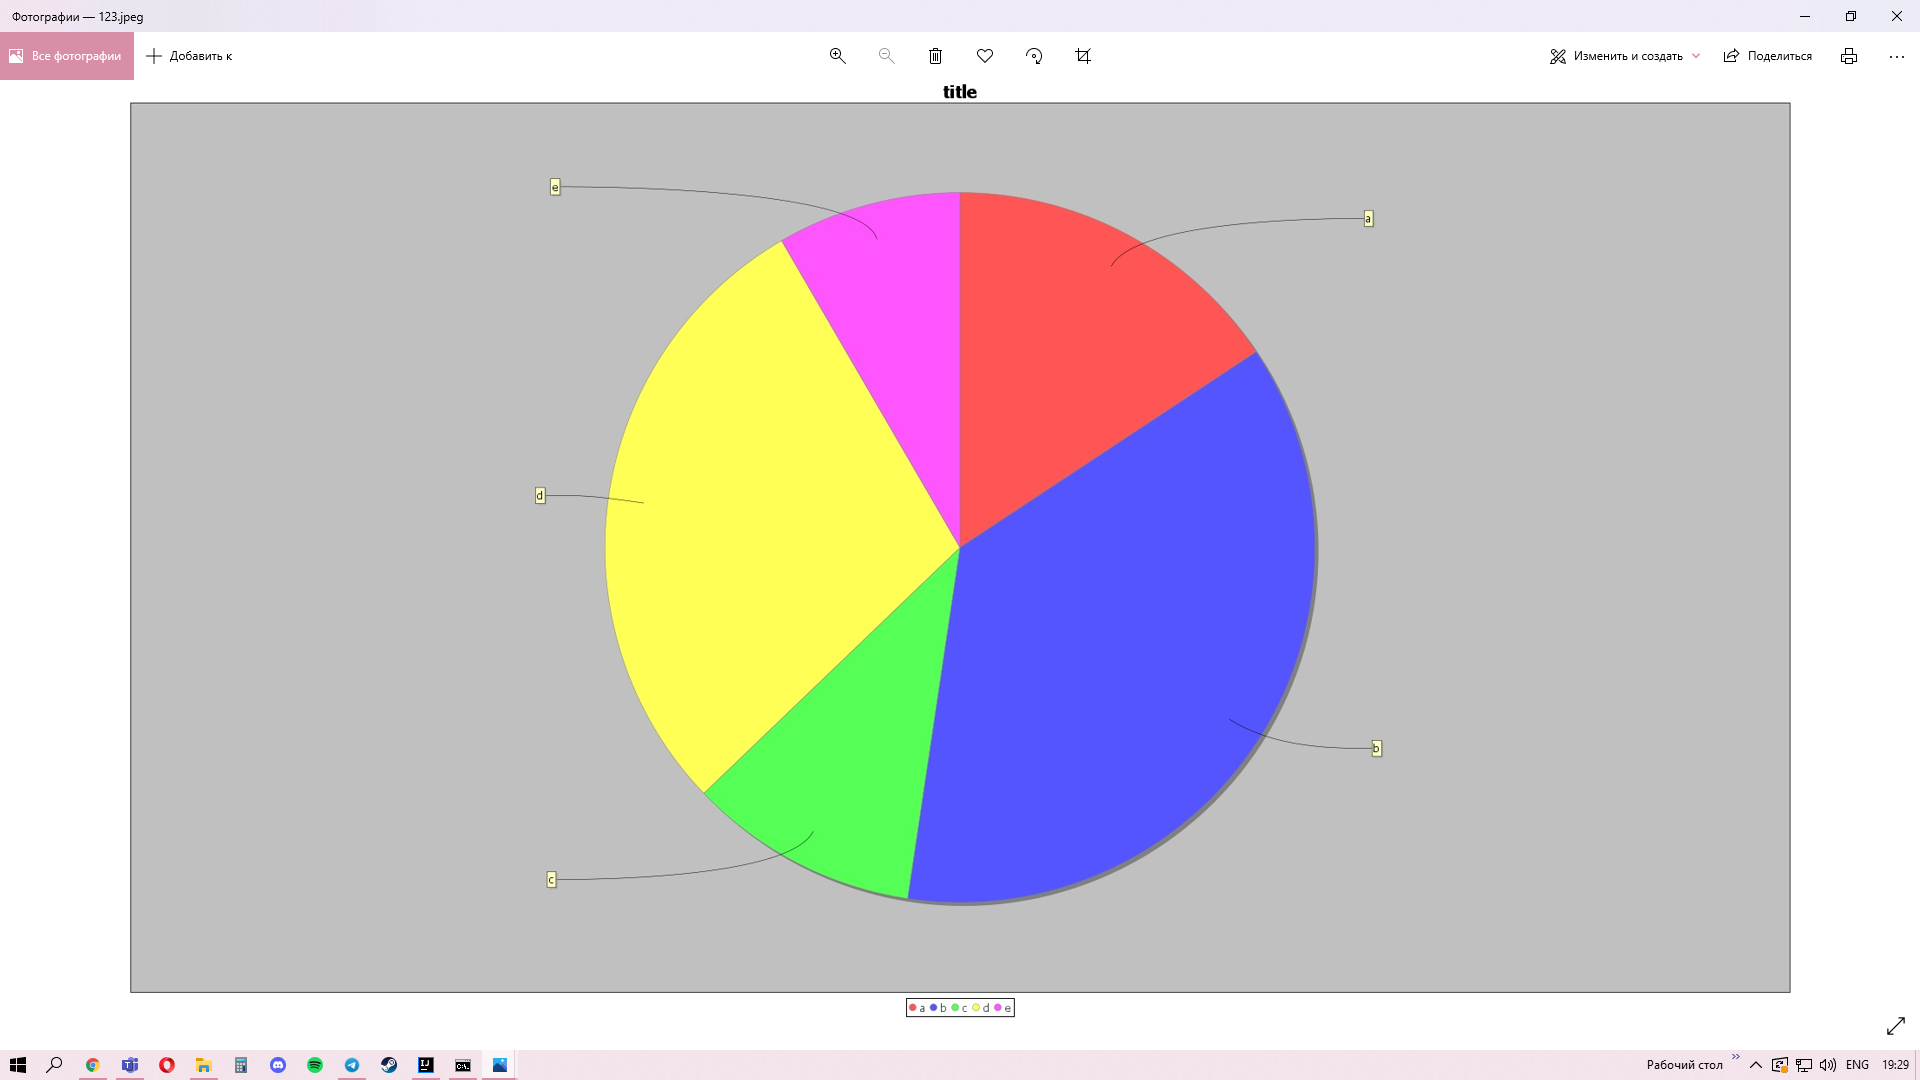 Фотографии — 123.jpeg
Все фотографии
Добавить к
Изменить и создать
Поделиться
title
e
a
d
b
c
a b c d e
Рабочий стол
ENG
19:29